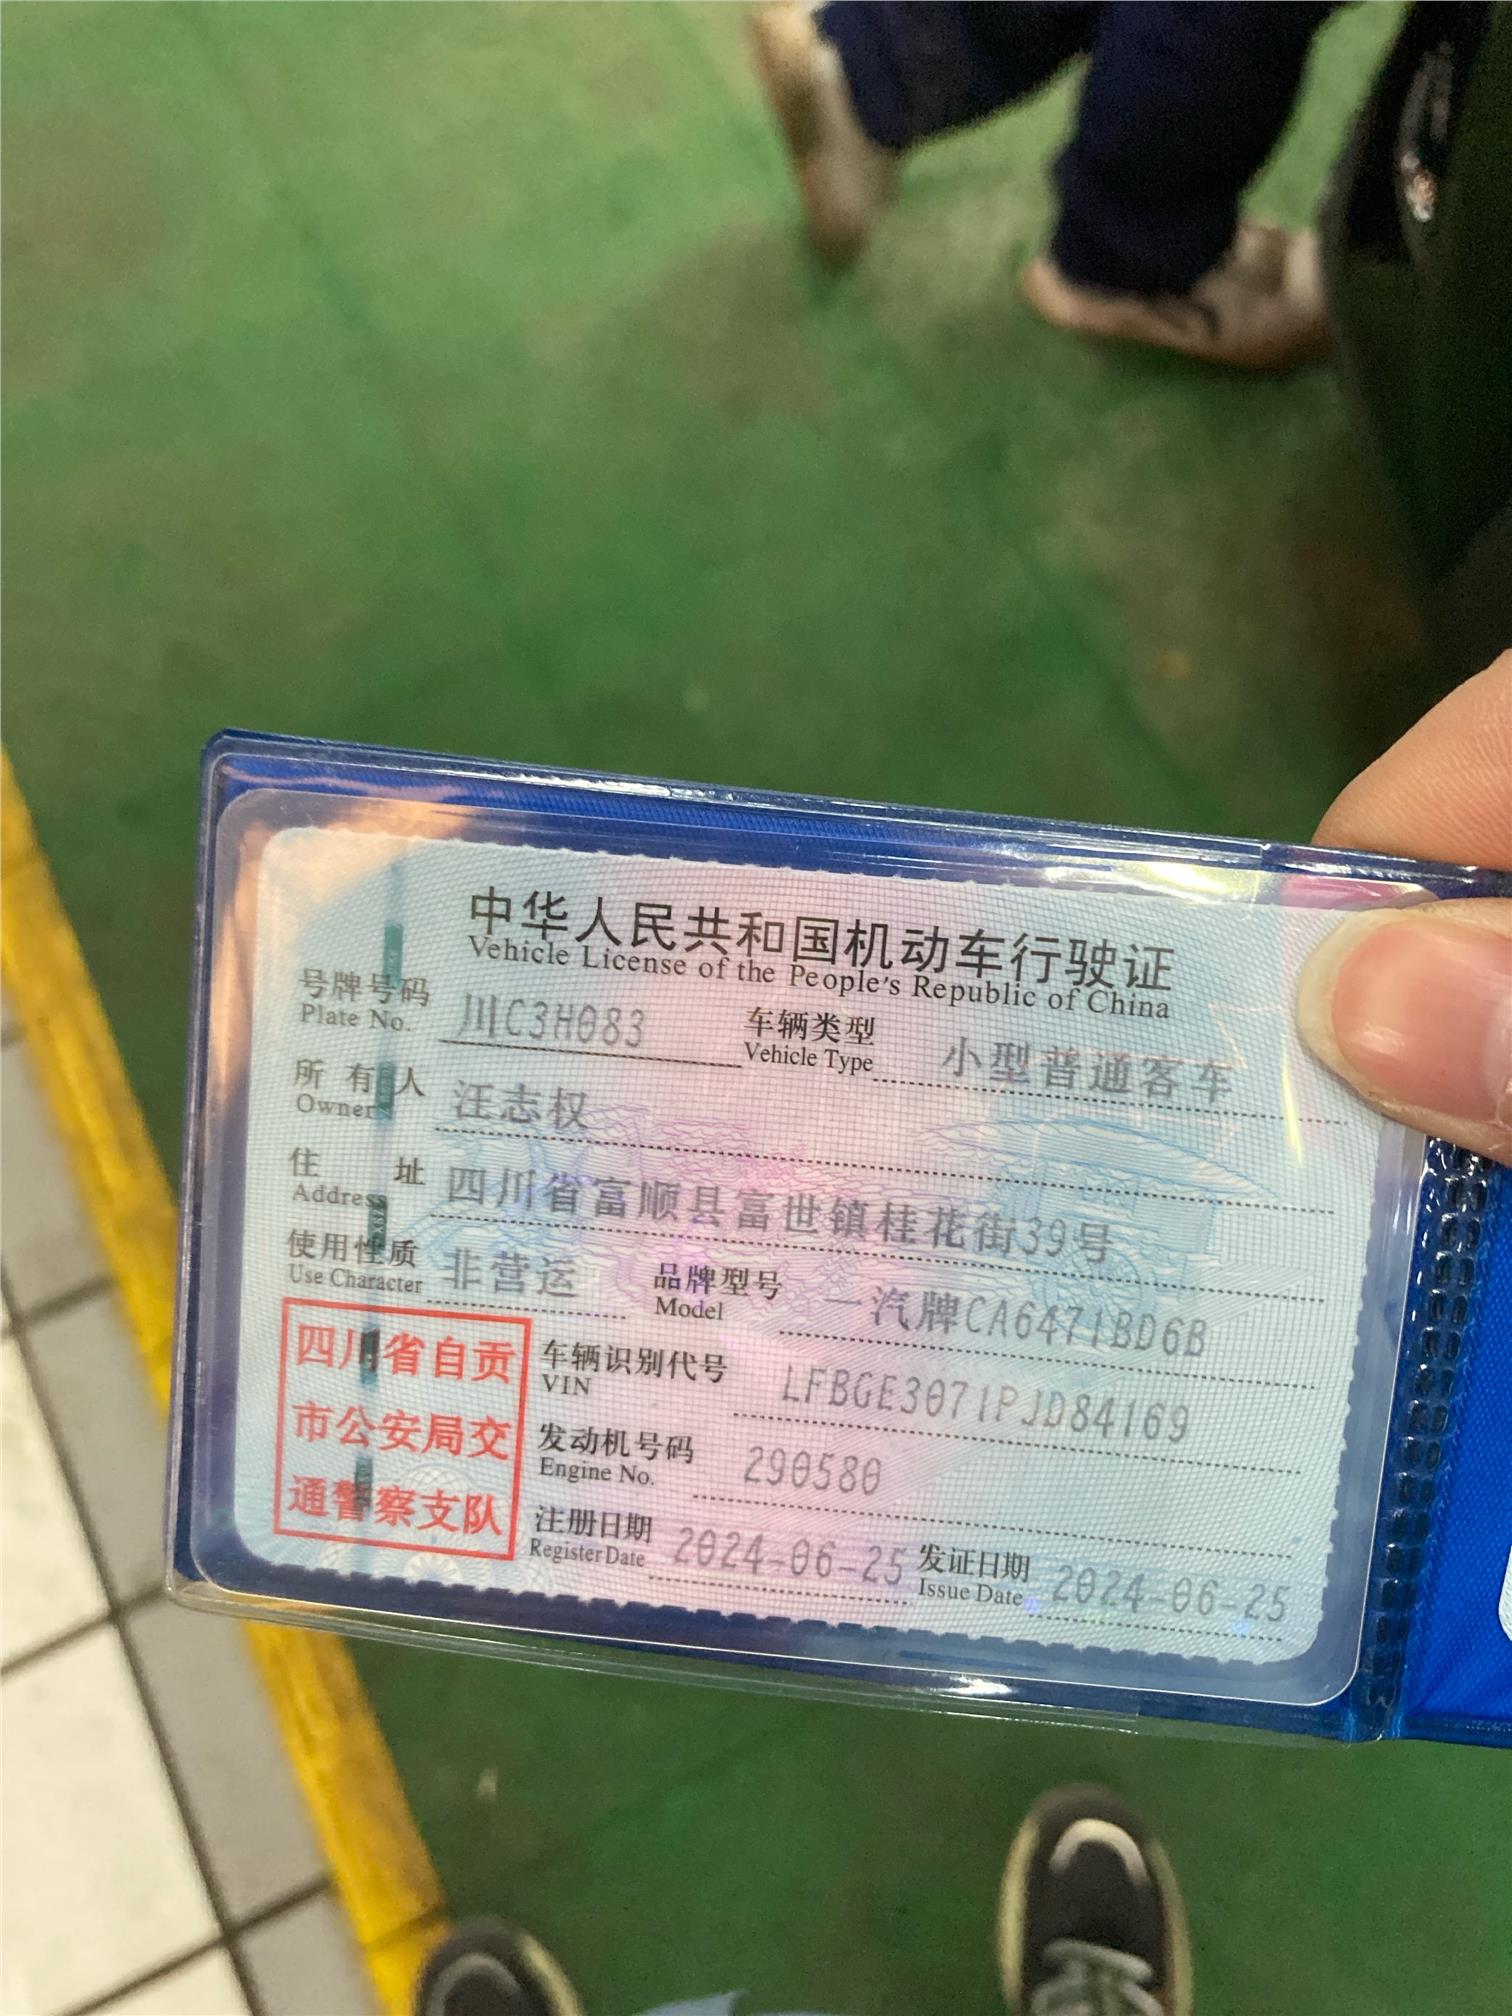 中华人民共和国机动车行驶证
Vehicle License of the People's Republic of China
号牌号码 川C3H083 车辆类型 小型普通客车
Plate No. Vehicle Type
所有人 汪志权
Owner
住址 四川省富顺县富世镇桂花街39号
Address
使用性质 非营运 品牌型号 一汽牌CA6471BD6B
Use Character Model
四川省自贡
市公安局交
通警察支队
车辆识别代号 LFBGE3071PJD84169
VIN
发动机号码 290580
Engine No.
注册日期 2024-06-25 发证日期 2024-06-25
Register Date Issue Date